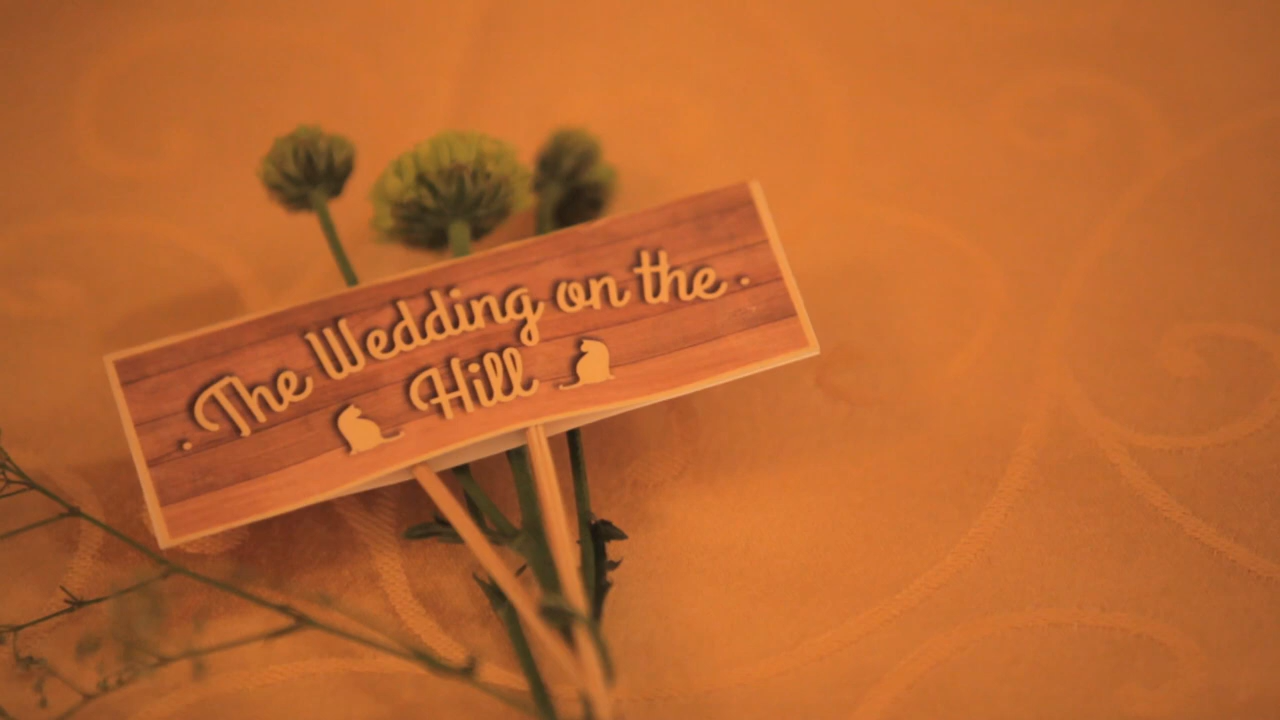 . The Wedding on the .
Hill